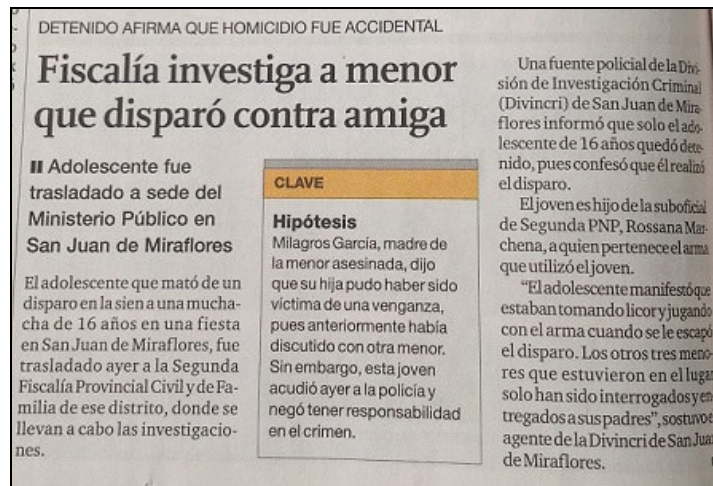 DETENIDO AFIRMA QUE HOMICIDIO FUE ACCIDENTAL
Fiscalía investiga a menor
que disparó contra amiga
Adolescente fue
trasladado a sede del
Ministerio Público en
San Juan de Miraflores
El adolescente que mató de un
disparo en la sien a una mucha-
cha de 16 años en una fiesta
en San Juan de Miraflores, fue
trasladado ayer a la Segunda
Fiscalía Provincial Civil y de Fa-
milia de ese distrito, donde se
llevan a cabo las investigacio-
nes.
CLAVE
Hipótesis
Milagros García, madre de
la menor asesinada, dijo
que su hija pudo haber sido
víctima de una venganza,
pues anteriormente había
discutido con otra menor.
Sin embargo, esta joven
acudió ayer a la policía y
negó tener responsabilidad
en el crimen.
Una fuente policial de la Divi-
sión de Investigación Criminal
(Divincri) de San Juan de Mira-
flores informó que solo el ado-
lescente de 16 años quedó dete-
nido, pues confesó que él realizó
el disparo.
El joven es hijo de la suboficial
de Segunda PNP, Rossana Mar-
chena, a quien pertenece el arma
que utilizó el joven.
"El adolescente manifestó que
estaban tomando licor y jugando
con el arma cuando se le escapó
el disparo. Los otros tres meno-
res que estuvieron en el lugar
solo han sido interrogados y en-
tregados a sus padres", sostuvo e
agente de la Divincri de San Jua
de Miraflores.